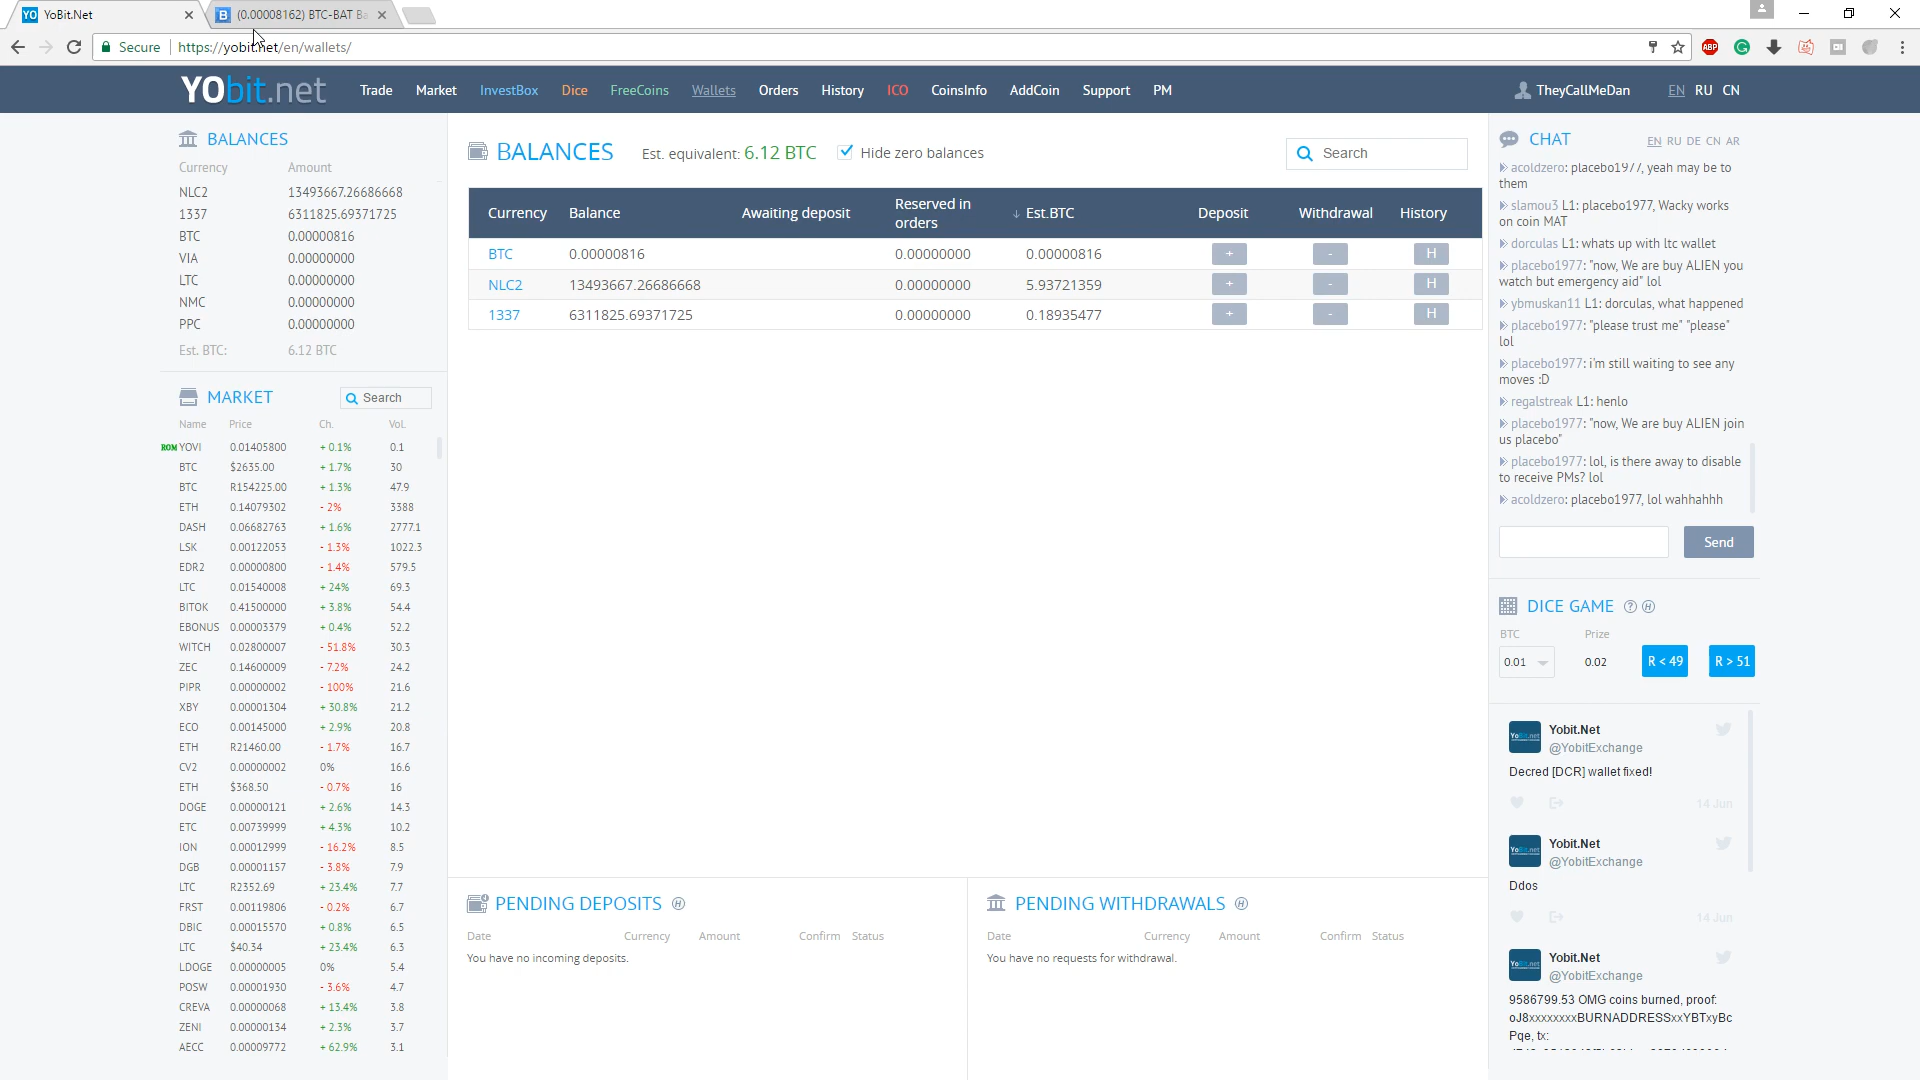 YoBit.Net
(0.00008162) BTC-BAT Ba
Secure
https://yobit.net/en/wallets/
YObit.net
Trade Market InvestBox Dice FreeCoins Wallets Orders History ICO CoinsInfo AddCoin Support PM
TheyCallMeDan
EN RU CN
BALANCES
Currency Amount
NLC2 13493667.26686668
1337 6311825.69371725
BTC 0.00000816
VIA 0.00000000
LTC 0.00000000
NMC 0.00000000
PPC 0.00000000
Est. BTC: 6.12 BTC
MARKET
Search
Name Price Ch. Vol.
ROM YOVI 0.01405800 + 0.1% 0.1
BTC $2635.00 + 1.7% 30
BTC R154225.00 + 1.3% 47.9
ETH 0.14079302 - 2% 3388
DASH 0.06682763 + 1.6% 2777.1
LSK 0.00122053 - 1.3% 1022.3
EDR2 0.00000800 - 1.4% 579.5
LTC 0.01540008 + 24% 69.3
BITOK 0.41500000 + 3.8% 54.4
EBONUS 0.00003379 + 0.4% 52.2
WITCH 0.02800007 - 51.8% 30.3
ZEC 0.14600009 - 7.2% 24.2
PIPR 0.00000002 - 100% 21.6
XBY 0.00001304 + 30.8% 21.2
ECO 0.00145000 + 2.9% 20.8
ETH R21460.00 - 1.7% 16.7
CV2 0.00000002 0% 16.6
ETH $368.50 - 0.7% 16
DOGE 0.00000121 + 2.6% 14.3
ETC 0.00739999 + 4.3% 10.2
ION 0.00012999 - 16.2% 8.5
DGB 0.00001157 - 3.8% 7.9
LTC R2352.69 + 23.4% 7.7
FRST 0.00119806 - 0.2% 6.7
DBIC 0.00015570 + 0.8% 6.5
LTC $40.34 + 23.4% 6.3
LDOGE 0.00000005 0% 5.4
POSW 0.00001930 - 3.6% 4.7
CREVA 0.00000068 + 13.4% 3.8
ZENI 0.00000134 + 2.3% 3.7
AECC 0.00009772 + 62.9% 3.1
BALANCES
Est. equivalent: 6.12 BTC
Hide zero balances
Search
Currency Balance Awaiting deposit Reserved in orders ↓ Est.BTC Deposit Withdrawal History
BTC 0.00000816 0.00000000 0.00000816 + - H
NLC2 13493667.26686668 0.00000000 5.93721359 + - H
1337 6311825.69371725 0.00000000 0.18935477 + - H
PENDING DEPOSITS H
Date Currency Amount Confirm Status
You have no incoming deposits.
PENDING WITHDRAWALS H
Date Currency Amount Confirm Status
You have no requests for withdrawal.
CHAT
EN RU DE CN AR
acoldzero: placebo1977, yeah may be to
them
slamou3 L1: placebo1977, Wacky works
on coin MAT
dorculas L1: whats up with ltc wallet
placebo1977: "now, We are buy ALIEN you
watch but emergency aid" lol
ybmuskan11 L1: dorculas, what happened
placebo1977: "please trust me" "please"
lol
placebo1977: i'm still waiting to see any
moves :D
regalstreak L1: henlo
placebo1977: "now, We are buy ALIEN join
us placebo"
placebo1977: lol, is there away to disable
to receive PMs? lol
acoldzero: placebo1977, lol wahhahhh
Send
DICE GAME ? H
BTC Prize
0.01 0.02 R < 49 R > 51
Yobit.Net
@YobitExchange
Decred [DCR] wallet fixed!
14 Jun
Yobit.Net
@YobitExchange
Ddos
14 Jun
Yobit.Net
@YobitExchange
9586799.53 OMG coins burned, proof:
oJ8xxxxxxxxBURNADDRESSxxYBTxyBc
Pqe, tx: